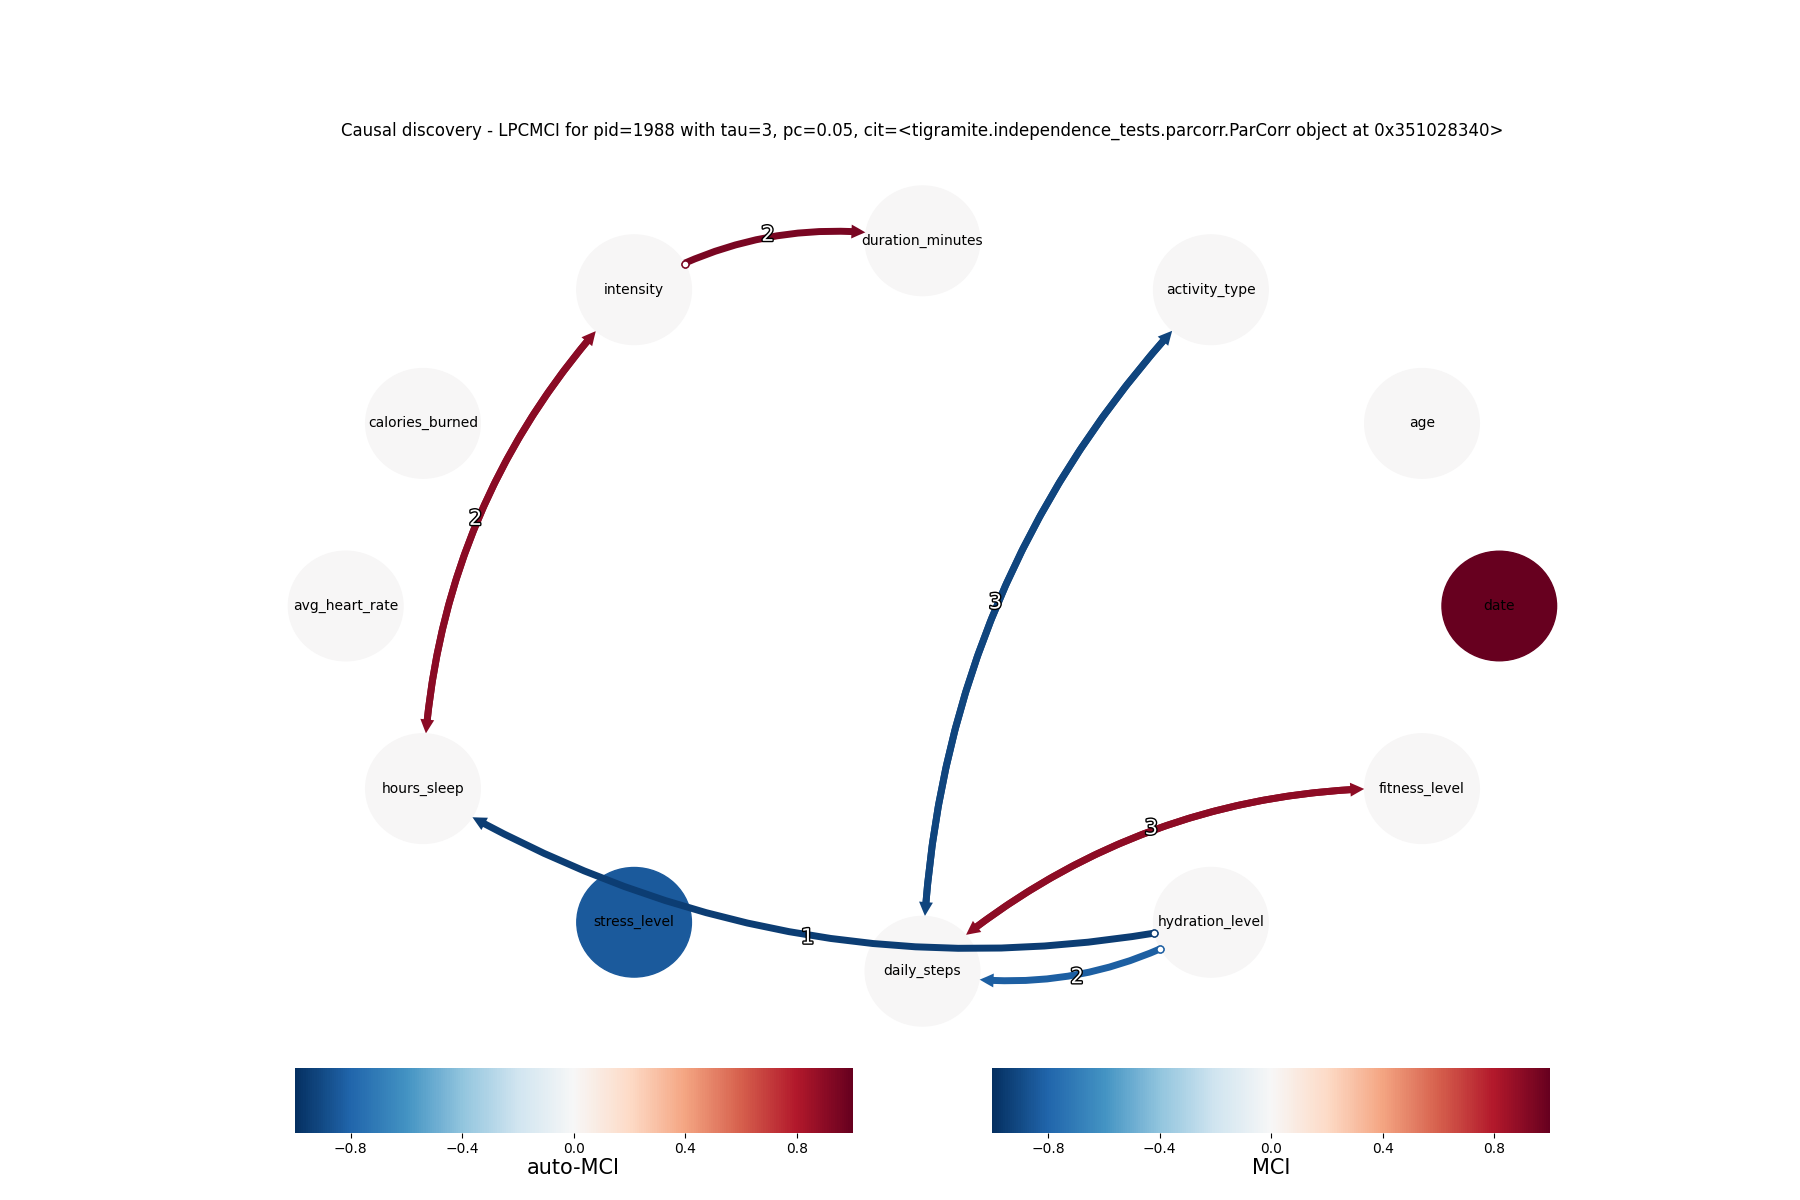 Causal discovery - LPCMCI for pid=1988 with tau=3, pc=0.05, cit=<tigramite.independence_tests.parcorr.ParCorr object at 0x351028340>
2
duration_minutes
intensity
activity_type
calories_burned
age
2
3
avg_heart_rate
date
hours_sleep
fitness_level
3
stress_level
1
hydration_level
daily_steps
2
−0.8 −0.4 0.0 0.4 0.8
auto-MCI
−0.8 −0.4 0.0 0.4 0.8
MCI